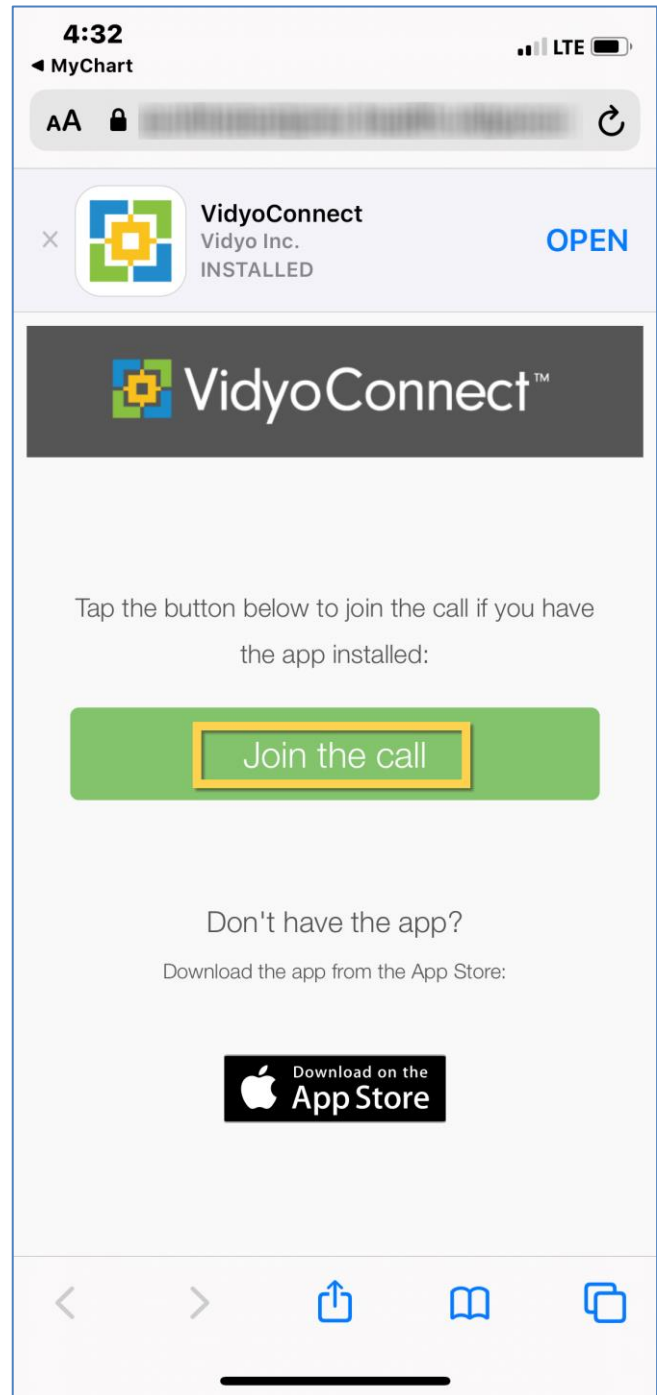 4:32
LTE
◀ MyChart
AA
VidyoConnect
Vidyo Inc.
INSTALLED
OPEN
VidyoConnect™
Tap the button below to join the call if you have
the app installed:
Join the call
Don't have the app?
Download the app from the App Store:
Download on the
App Store